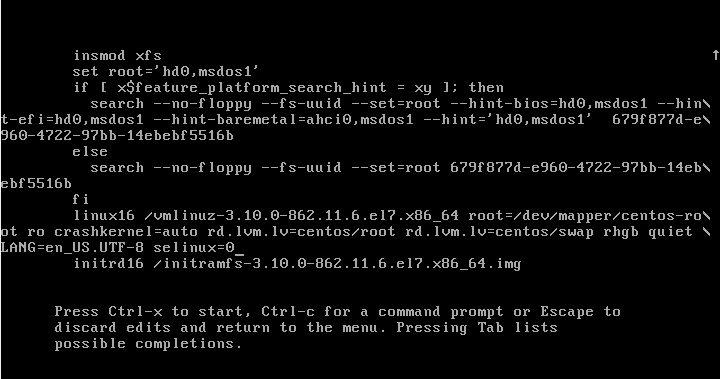 insmod xfs ↑
set root='hd0,msdos1'
if [ x$feature_platform_search_hint = xy ]; then
search --no-floppy --fs-uuid --set=root --hint-bios=hd0,msdos1 --hin\
t-efi=hd0,msdos1 --hint-baremetal=ahci0,msdos1 --hint='hd0,msdos1'  679f877d-e\
960-4722-97bb-14ebebf5516b
else
search --no-floppy --fs-uuid --set=root 679f877d-e960-4722-97bb-14eb\
ebf5516b
fi
linux16 /vmlinuz-3.10.0-862.11.6.el7.x86_64 root=/dev/mapper/centos-ro\
ot ro crashkernel=auto rd.lvm.lv=centos/root rd.lvm.lv=centos/swap rhgb quiet \
LANG=en_US.UTF-8 selinux=0_
initrd16 /initramfs-3.10.0-862.11.6.el7.x86_64.img
Press Ctrl-x to start, Ctrl-c for a command prompt or Escape to
discard edits and return to the menu. Pressing Tab lists
possible completions.